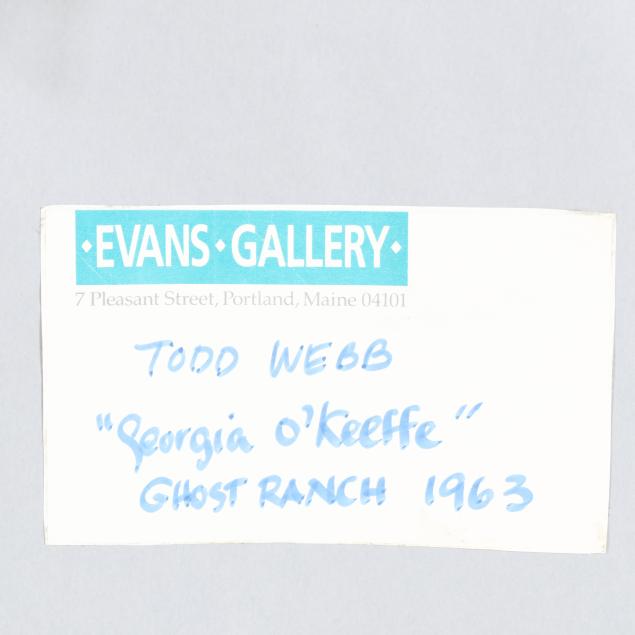 ·EVANS·GALLERY·
7 Pleasant Street, Portland, Maine 04101
TODD WEBB
"Georgia O'Keeffe"
GHOST RANCH 1963